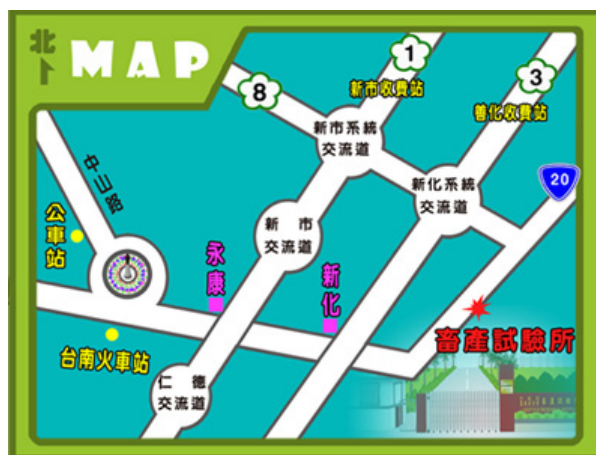 北
MAP
1
新市收費站
3
善化收費站
8
新市系統
交流道
新化系統
交流道
20
中山路
公車站
新市
交流道
永康
新化
台南火車站
畜產試驗所
仁德
交流道